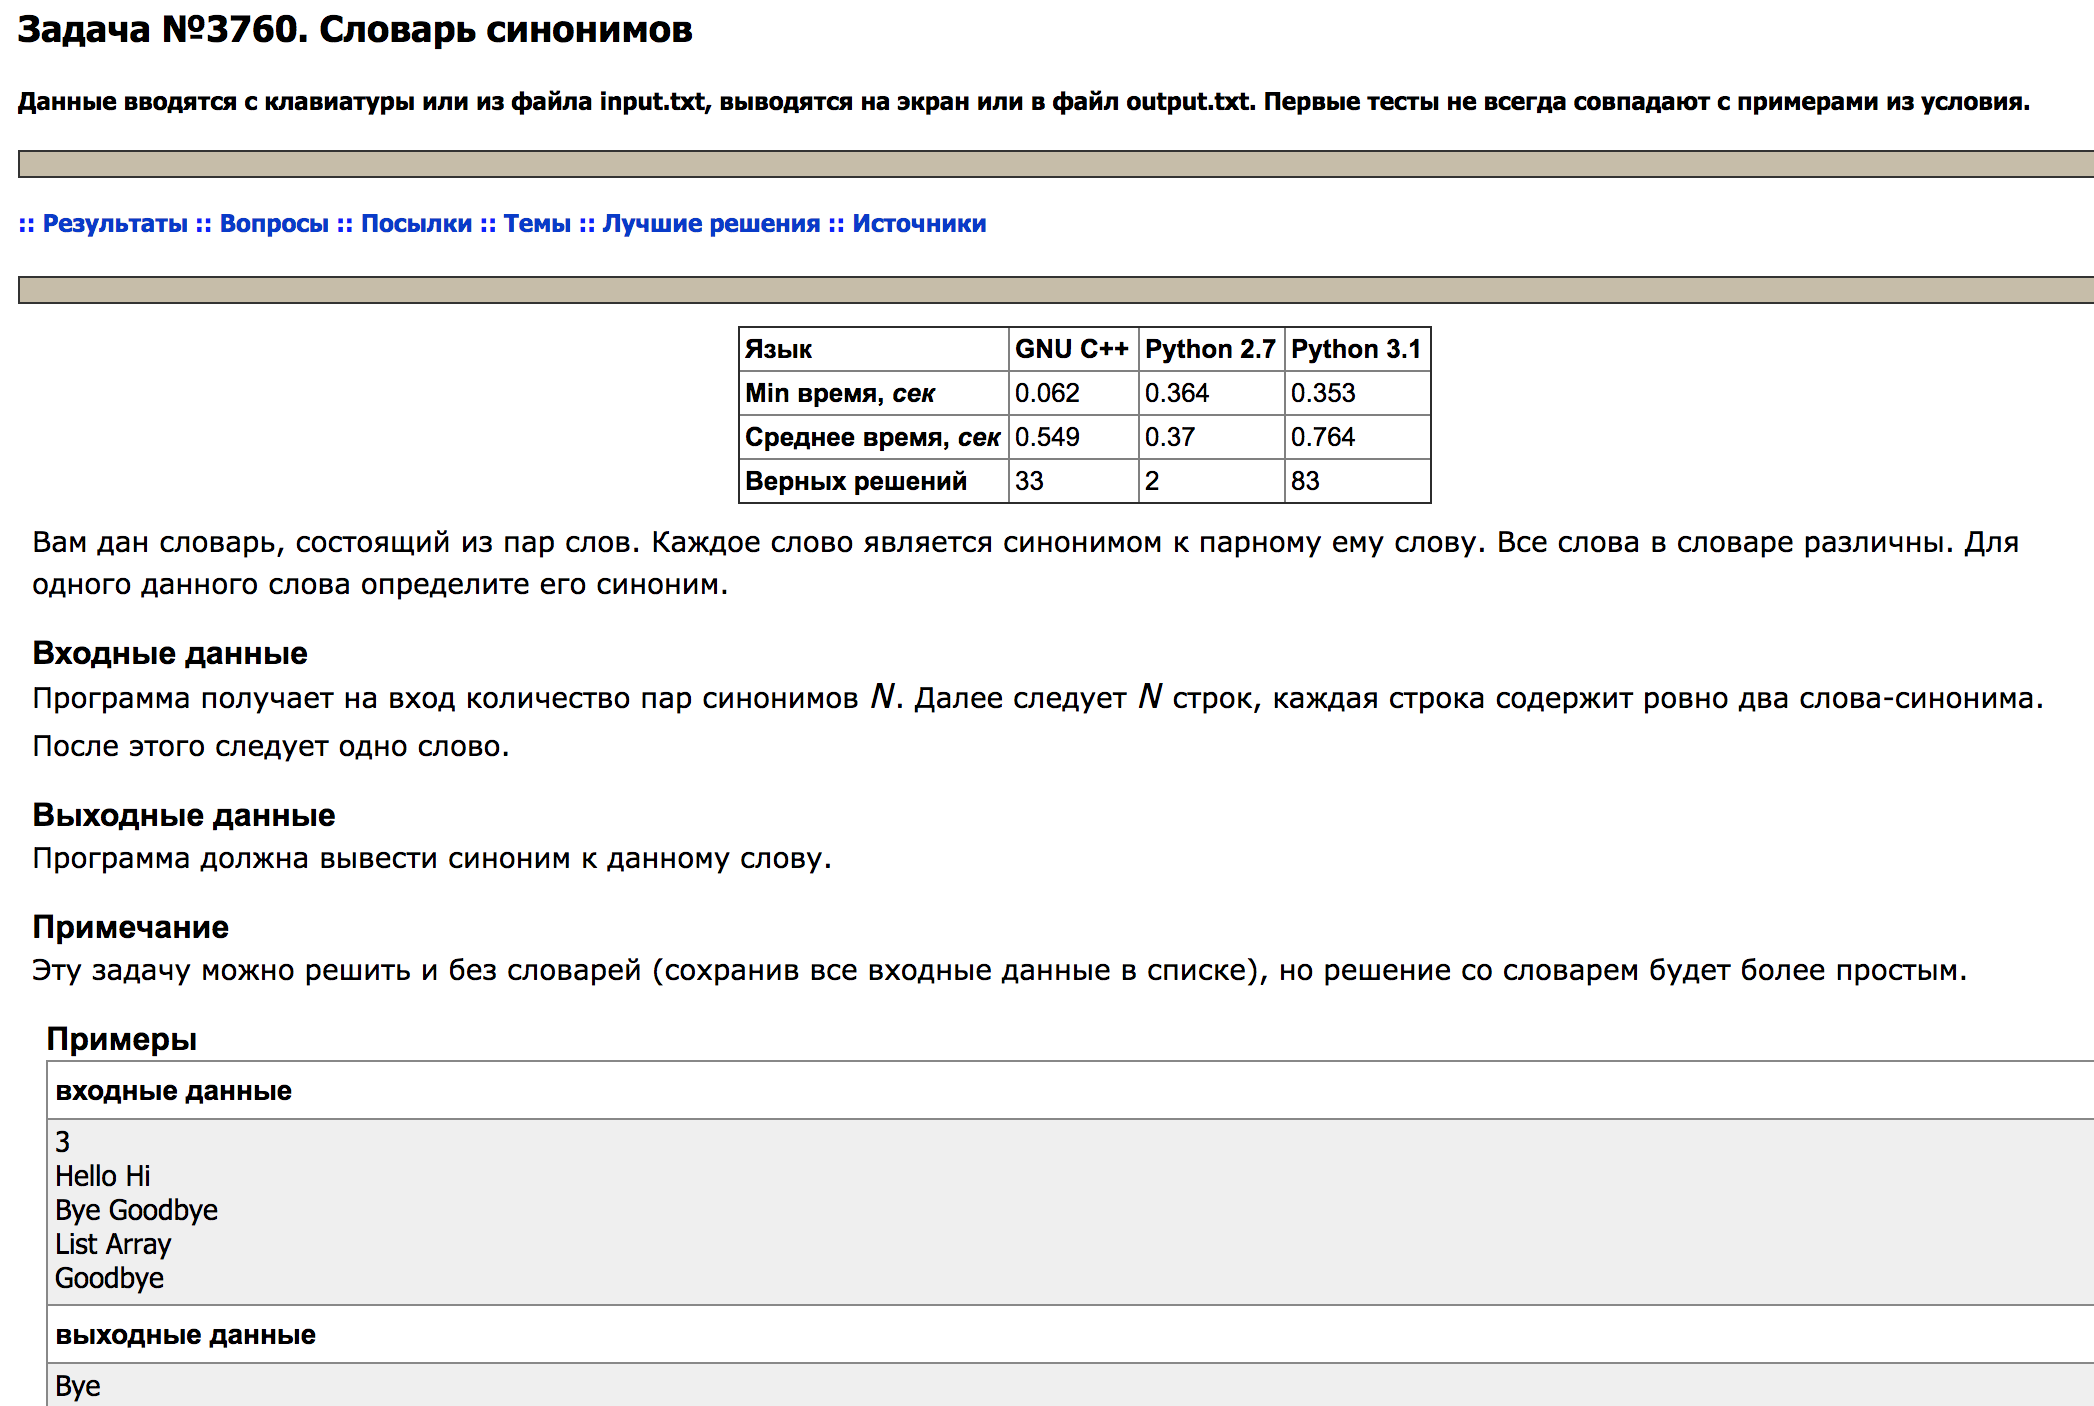 Задача №3760. Словарь синонимов
Данные вводятся с клавиатуры или из файла input.txt, выводятся на экран или в файл output.txt. Первые тесты не всегда совпадают с примерами из условия.
:: Результаты :: Вопросы :: Посылки :: Темы :: Лучшие решения :: Источники
Язык GNU C++ Python 2.7 Python 3.1
Min время, сек 0.062 0.364 0.353
Среднее время, сек 0.549 0.37 0.764
Верных решений 33 2 83
Вам дан словарь, состоящий из пар слов. Каждое слово является синонимом к парному ему слову. Все слова в словаре различны. Для
одного данного слова определите его синоним.
Входные данные
Программа получает на вход количество пар синонимов N. Далее следует N строк, каждая строка содержит ровно два слова-синонима.
После этого следует одно слово.
Выходные данные
Программа должна вывести синоним к данному слову.
Примечание
Эту задачу можно решить и без словарей (сохранив все входные данные в списке), но решение со словарем будет более простым.
Примеры
входные данные
3
Hello Hi
Bye Goodbye
List Array
Goodbye
выходные данные
Bye